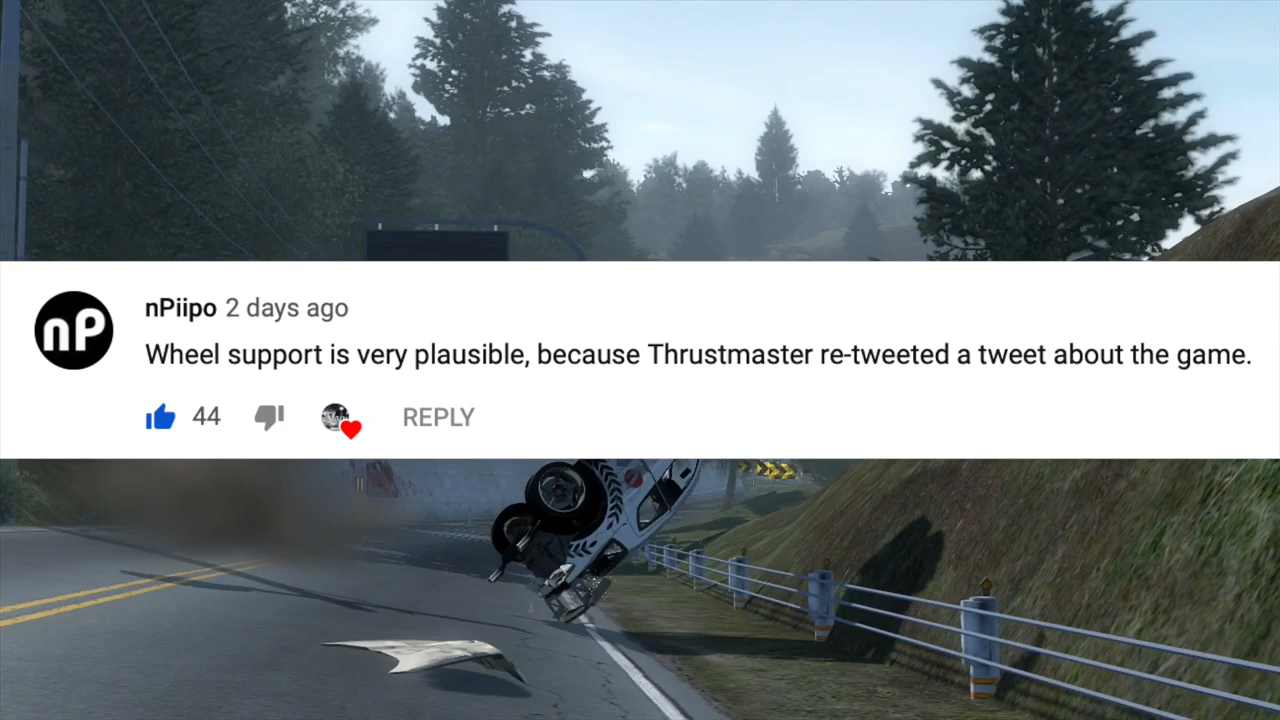 nP
nPiipo 2 days ago
Wheel support is very plausible, because Thrustmaster re-tweeted a tweet about the game.
44
REPLY